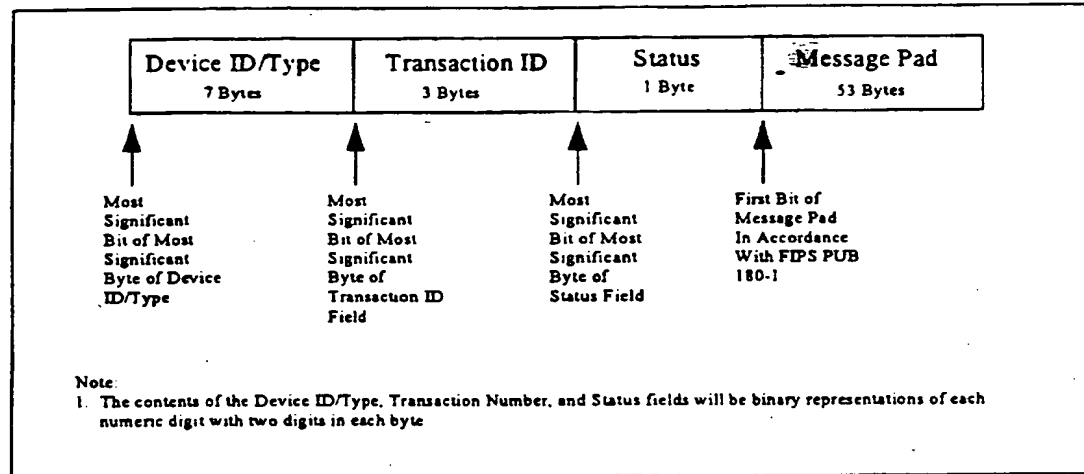 Device ID/Type
7 Bytes
Transaction ID
3 Bytes
Status
1 Byte
Message Pad
53 Bytes
Most
Significant
Bit of Most
Significant
Byte of Device
ID/Type
Most
Significant
Bit of Most
Significant
Byte of
Transaction ID
Field
Most
Significant
Bit of Most
Significant
Byte of
Status Field
First Bit of
Message Pad
In Accordance
With FIPS PUB
180-1
Note:
1. The contents of the Device ID/Type, Transaction Number, and Status fields will be binary representations of each
numeric digit with two digits in each byte